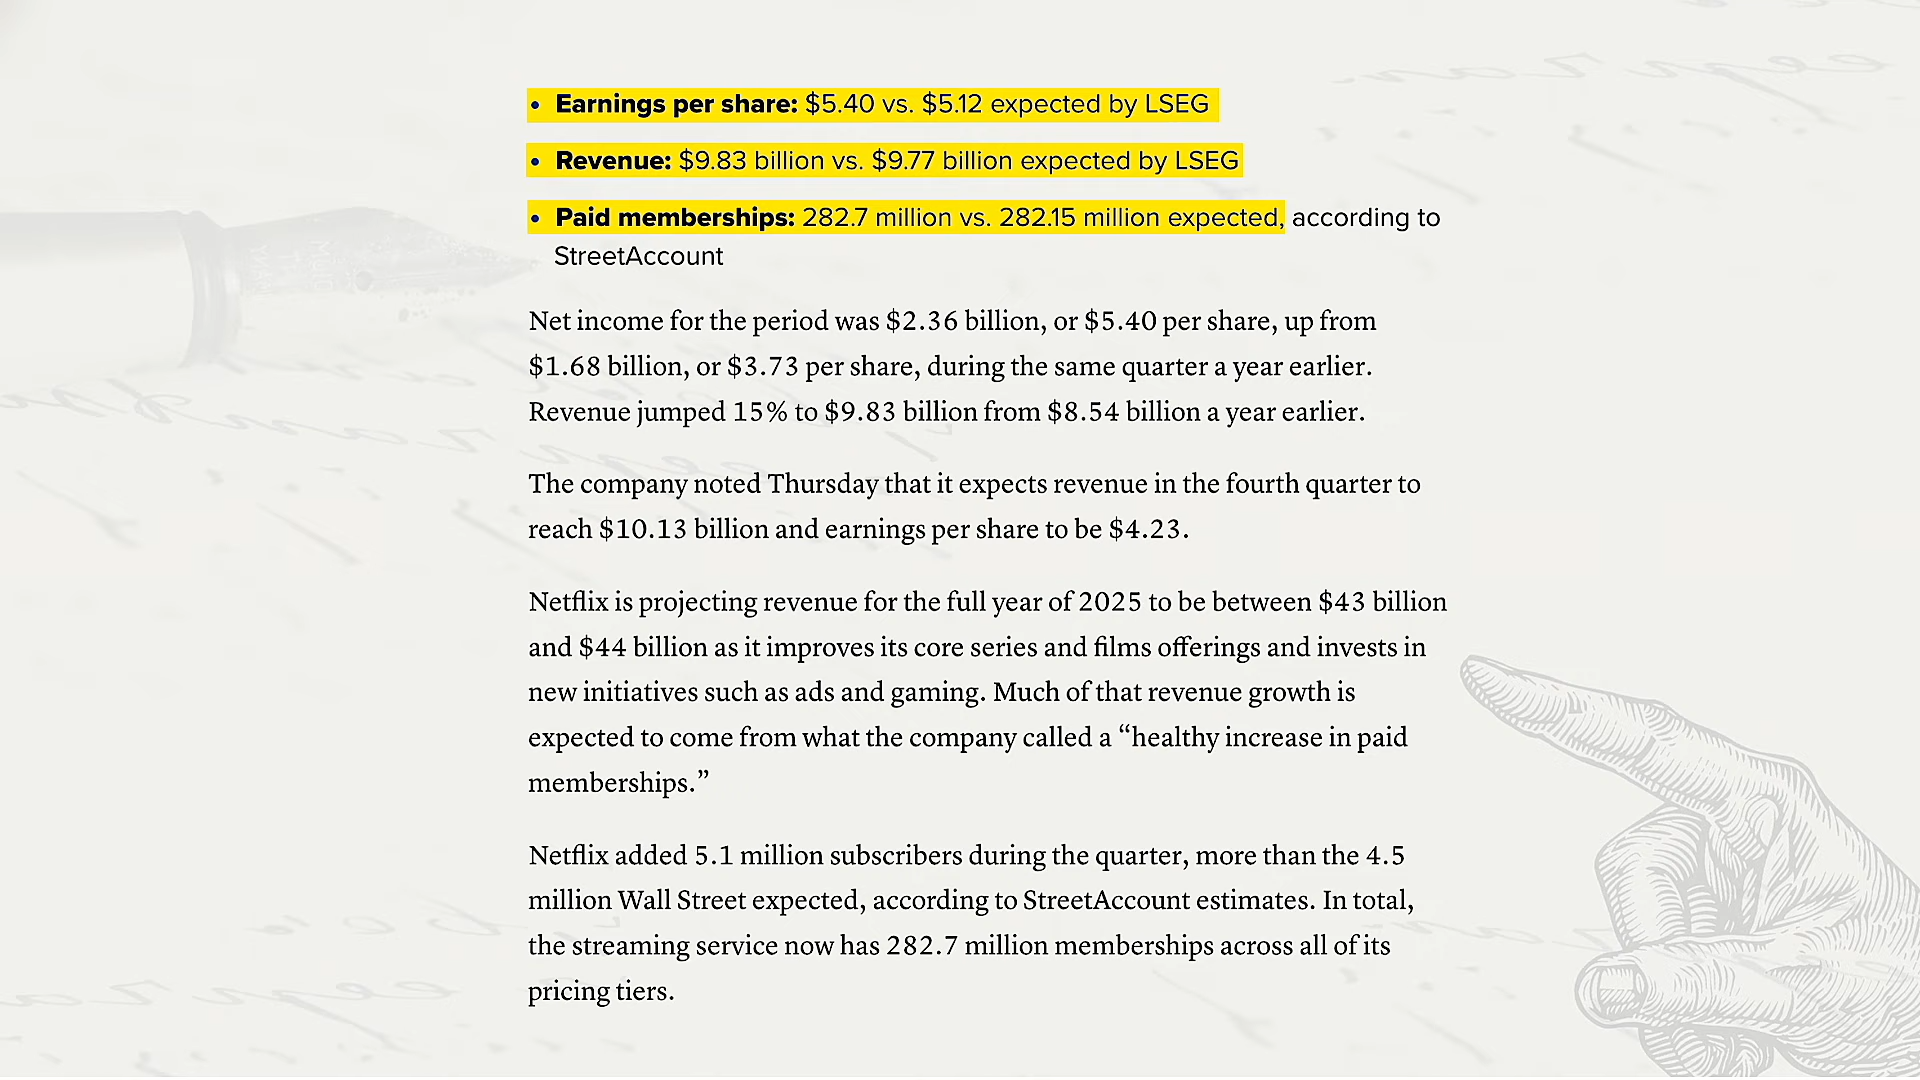 • Earnings per share: $5.40 vs. $5.12 expected by LSEG
• Revenue: $9.83 billion vs. $9.77 billion expected by LSEG
• Paid memberships: 282.7 million vs. 282.15 million expected, according to
StreetAccount
Net income for the period was $2.36 billion, or $5.40 per share, up from
$1.68 billion, or $3.73 per share, during the same quarter a year earlier.
Revenue jumped 15% to $9.83 billion from $8.54 billion a year earlier.
The company noted Thursday that it expects revenue in the fourth quarter to
reach $10.13 billion and earnings per share to be $4.23.
Netflix is projecting revenue for the full year of 2025 to be between $43 billion
and $44 billion as it improves its core series and films offerings and invests in
new initiatives such as ads and gaming. Much of that revenue growth is
expected to come from what the company called a “healthy increase in paid
memberships.”
Netflix added 5.1 million subscribers during the quarter, more than the 4.5
million Wall Street expected, according to StreetAccount estimates. In total,
the streaming service now has 282.7 million memberships across all of its
pricing tiers.